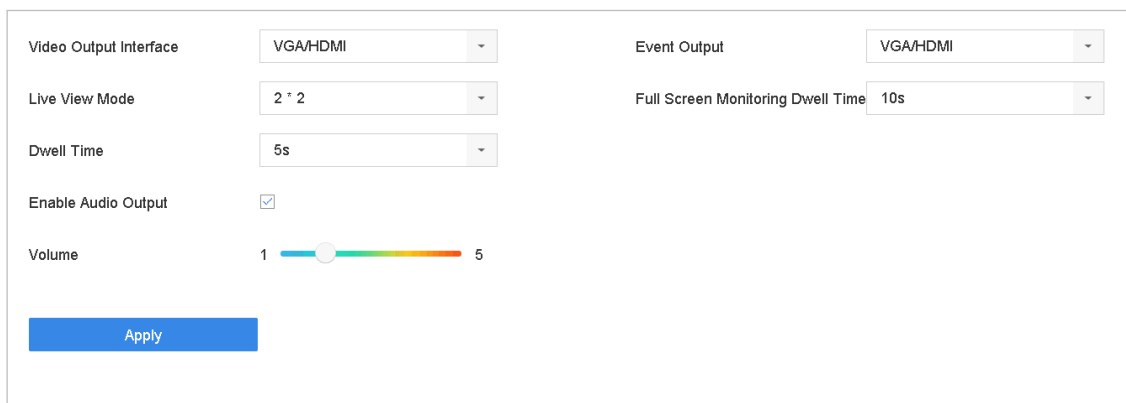 Video Output Interface VGA/HDMI Event Output VGA/HDMI
Live View Mode 2 * 2 Full Screen Monitoring Dwell Time 10s
Dwell Time 5s
Enable Audio Output
Volume 1 5
Apply